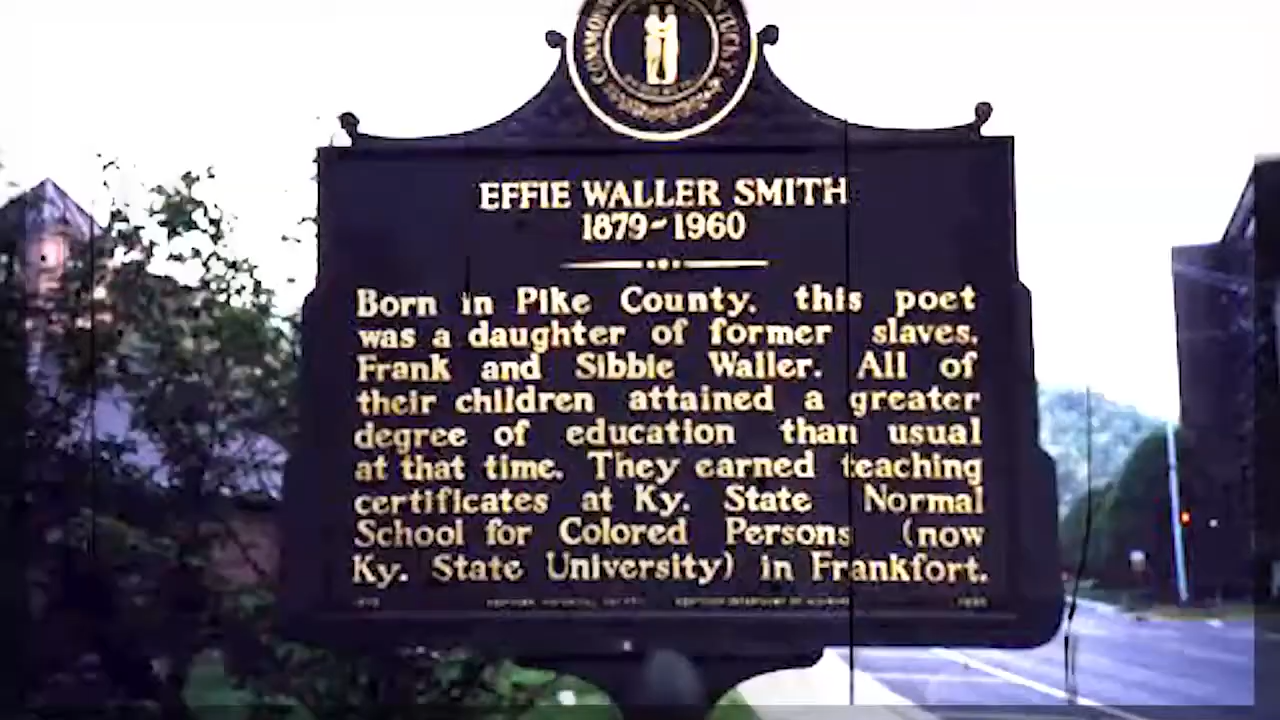 COMMON
TUCKY
EFFIE WALLER SMITH
1879-1960
Born in Pike County, this poet
was a daughter of former slaves,
Frank and Sibbie Waller. All of
their children attained a greater
degree of education than usual
at that time. They earned teaching
certificates at Ky. State Normal
School for Colored Persons (now
Ky. State University) in Frankfort.